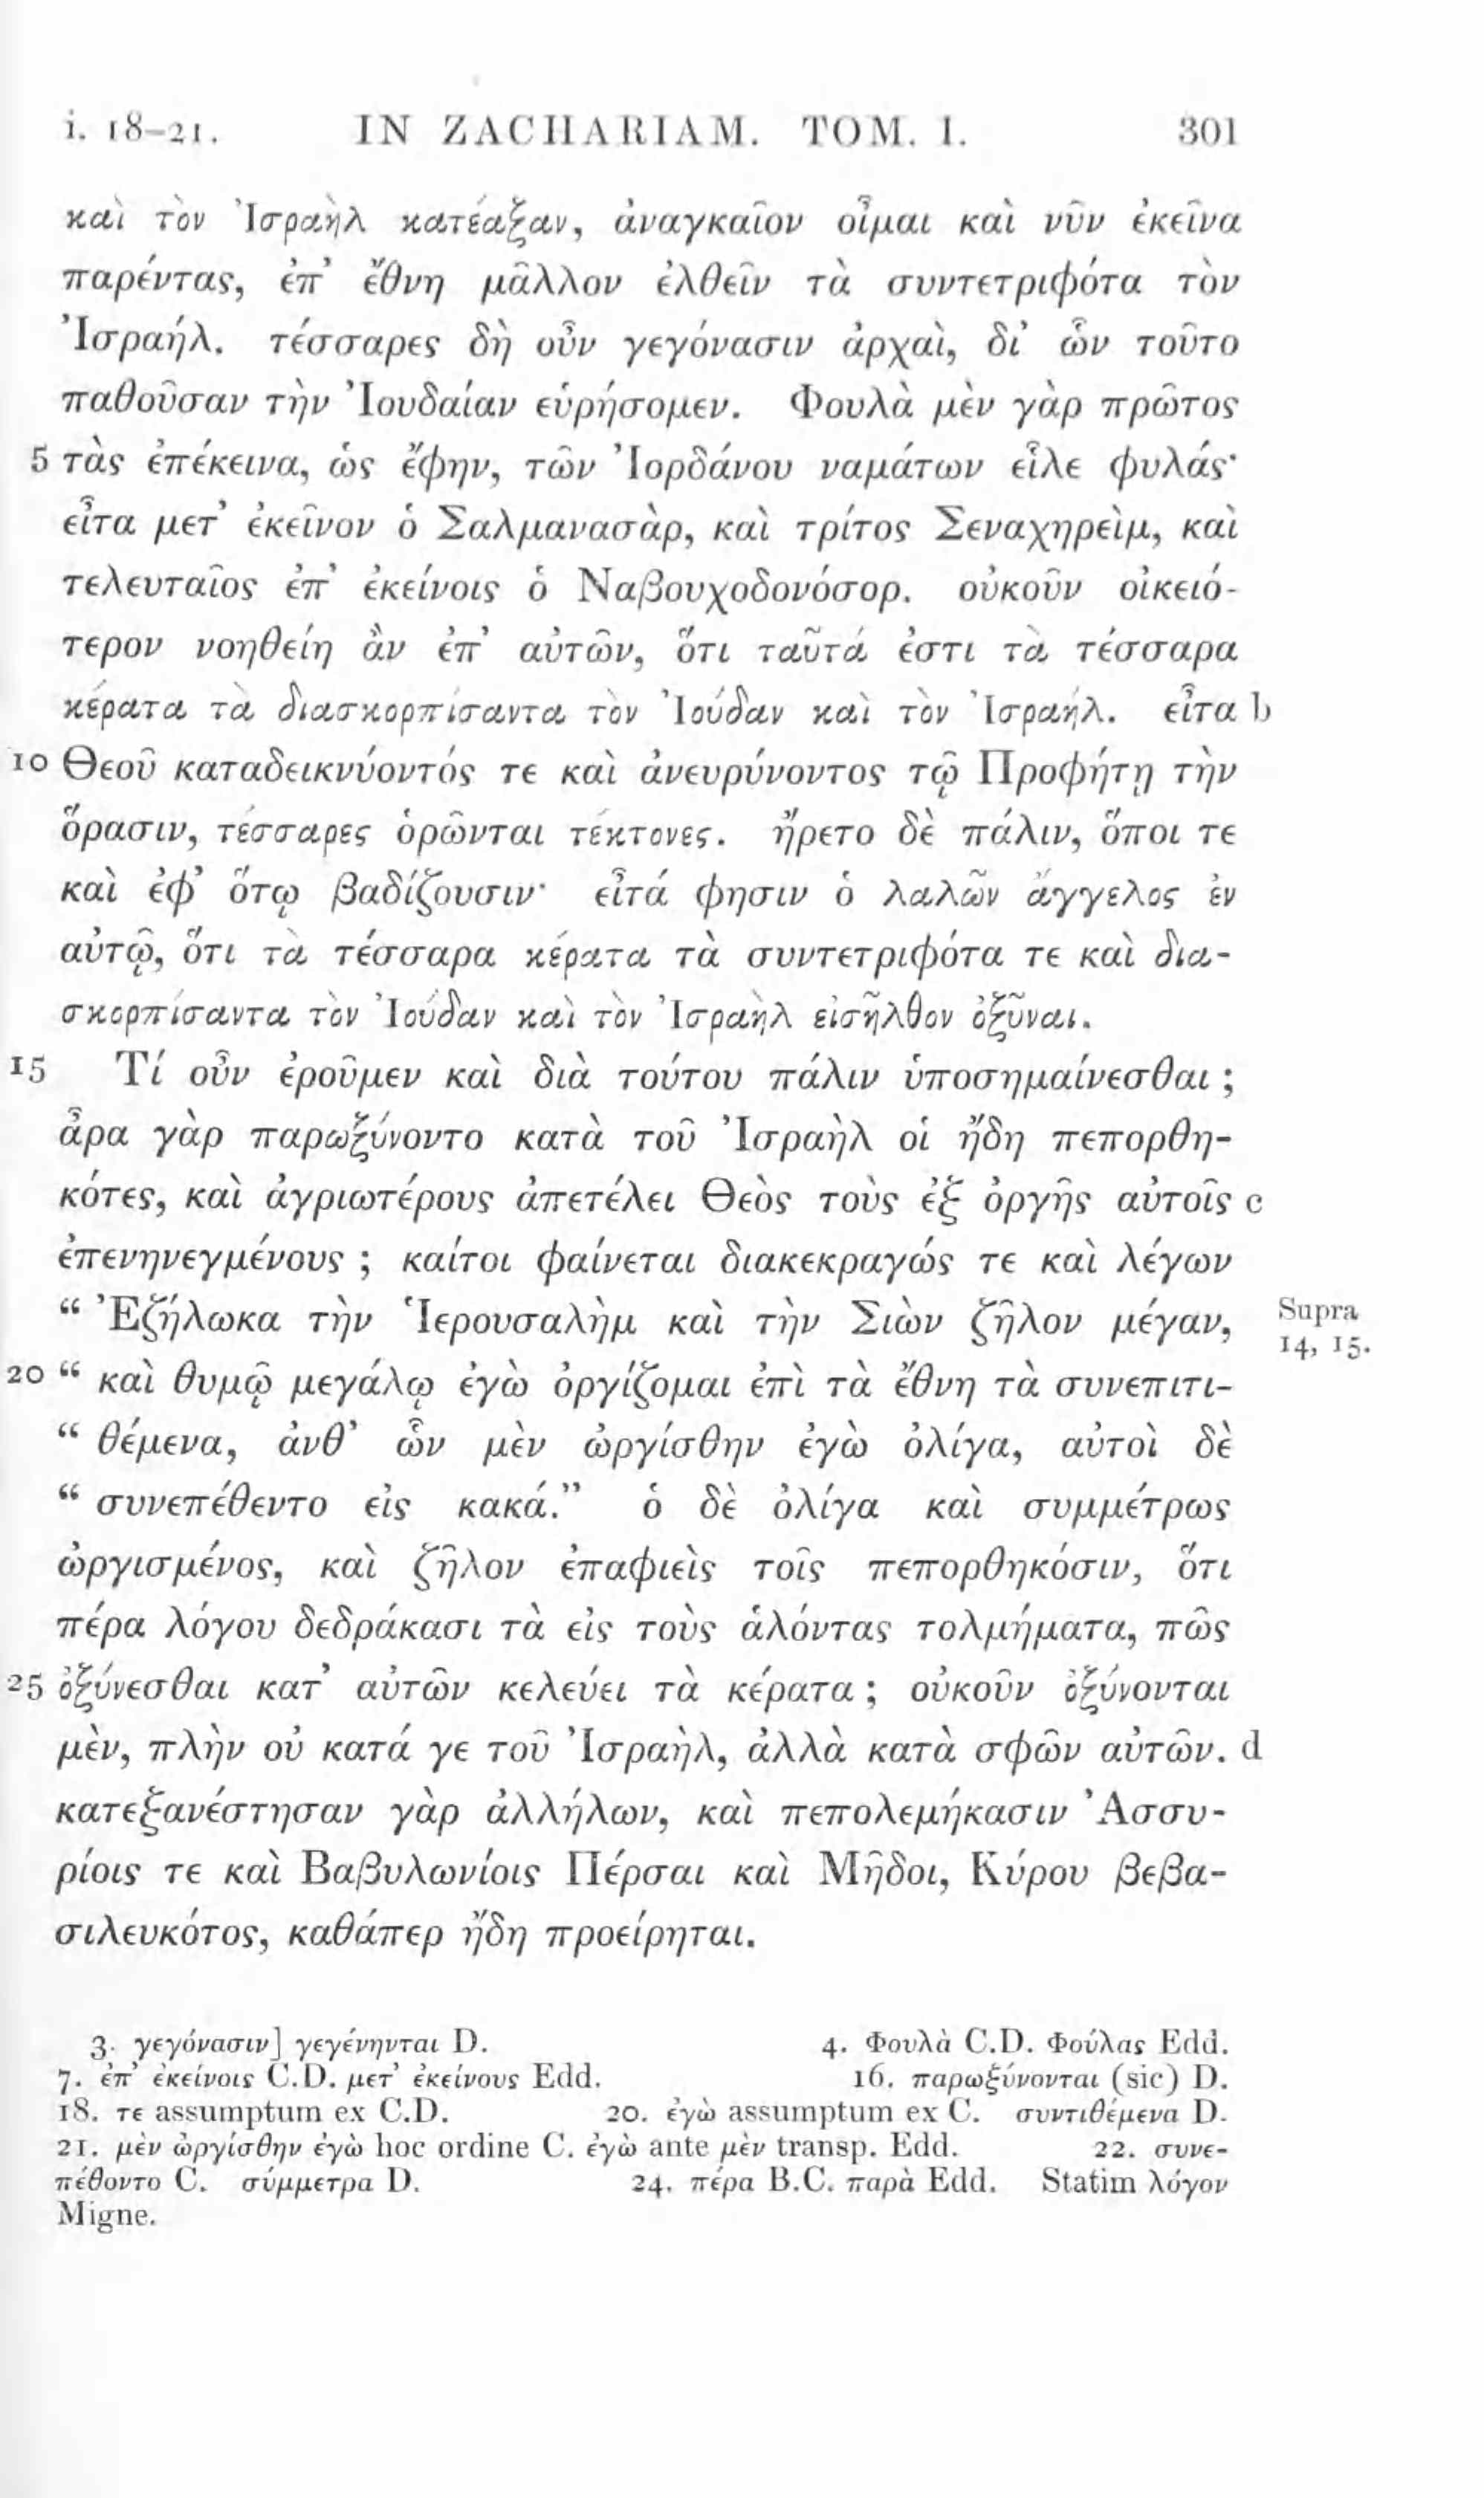 i. 18–21. IN ZACHARIAM. TOM. I. 301
καὶ τὸν Ἰσραὴλ κατέαξαν, ἀναγκαῖον οἶμαι καὶ νῦν ἐκεῖνα
παρέντας, ἐπ’ ἔθνη μᾶλλον ἐλθεῖν τὰ συντετριφότα τὸν
Ἰσραήλ. τέσσαρες δὴ οὖν γεγόνασιν ἀρχαὶ, δι’ ὧν τοῦτο
παθοῦσαν τὴν Ἰουδαίαν εὑρήσομεν. Φουλὰ μὲν γὰρ πρῶτος
5 τὰς ἐπέκεινα, ὡς ἔφην, τῶν Ἰορδάνου ναμάτων εἷλε φυλάς·
εἶτα μετ’ ἐκεῖνον ὁ Σαλμανασὰρ, καὶ τρίτος Σεναχηρεὶμ, καὶ
τελευταῖος ἐπ’ ἐκείνοις ὁ Ναβουχοδονόσορ. οὐκοῦν οἰκειό-
τερον νοηθείη ἂν ἐπ’ αὐτῶν, ὅτι ταῦτά ἐστι τὰ τέσσαρα
κέρατα τὰ διασκορπίσαντα τὸν Ἰούδαν καὶ τὸν Ἰσραήλ. εἶτα b
10 Θεοῦ καταδεικνύοντός τε καὶ ἀνευρύνοντος τῷ Προφήτῃ τὴν
ὅρασιν, τέσσαρες ὁρῶνται τέκτονες. ἤρετο δὲ πάλιν, ὅποι τε
καὶ ἐφ’ ὅτῳ βαδίζουσιν· εἶτά φησιν ὁ λαλῶν ἄγγελος ἐν
αὐτῷ, ὅτι τὰ τέσσαρα κέρατα τὰ συντετριφότα τε καὶ δια-
σκορπίσαντα τὸν Ἰούδαν καὶ τὸν Ἰσραὴλ εἰσῆλθον ὀξῦναι.
15 Τί οὖν ἐροῦμεν καὶ διὰ τούτου πάλιν ὑποσημαίνεσθαι ;
ἆρα γὰρ παρωξύνοντο κατὰ τοῦ Ἰσραὴλ οἱ ἤδη πεπορθη-
κότες, καὶ ἀγριωτέρους ἀπετέλει Θεὸς τοὺς ἐξ ὀργῆς αὐτοῖς c
ἐπενηνεγμένους ; καίτοι φαίνεται διακεκραγώς τε καὶ λέγων
“ Ἐζήλωκα τὴν Ἱερουσαλὴμ καὶ τὴν Σιὼν ζῆλον μέγαν, Supra
14, 15.
20 “ καὶ θυμῷ μεγάλῳ ἐγὼ ὀργίζομαι ἐπὶ τὰ ἔθνη τὰ συνεπιτι-
“ θέμενα, ἀνθ’ ὧν μὲν ὠργίσθην ἐγὼ ὀλίγα, αὐτοὶ δὲ
“ συνεπέθεντο εἰς κακά.” ὁ δὲ ὀλίγα καὶ συμμέτρως
ὠργισμένος, καὶ ζῆλον ἐπαφιεὶς τοῖς πεπορθηκόσιν, ὅτι
πέρα λόγου δεδράκασι τὰ εἰς τοὺς ἁλόντας τολμήματα, πῶς
25 ὀξύνεσθαι κατ’ αὐτῶν κελεύει τὰ κέρατα ; οὐκοῦν ὀξύνονται
μὲν, πλὴν οὐ κατά γε τοῦ Ἰσραὴλ, ἀλλὰ κατὰ σφῶν αὐτῶν. d
κατεξανέστησαν γὰρ ἀλλήλων, καὶ πεπολεμήκασιν Ἀσσυ-
ρίοις τε καὶ Βαβυλωνίοις Πέρσαι καὶ Μῆδοι, Κύρου βεβα-
σιλευκότος, καθάπερ ἤδη προείρηται.
3. γεγόνασιν] γεγένηνται D. 4. Φουλὰ C.D. Φούλας Edd.
7. ἐπ’ ἐκείνοις C.D. μετ’ ἐκείνους Edd. 16. παρωξύνονται (sic) D.
18. τε assumptum ex C.D. 20. ἐγὼ assumptum ex C. συντιθέμενα D.
21. μὲν ὠργίσθην ἐγὼ hoc ordine C. ἐγὼ ante μὲν transp. Edd. 22. συνε-
πέθοντο C. σύμμετρα D. 24. πέρα B.C. παρὰ Edd. Statim λόγον
Migne.